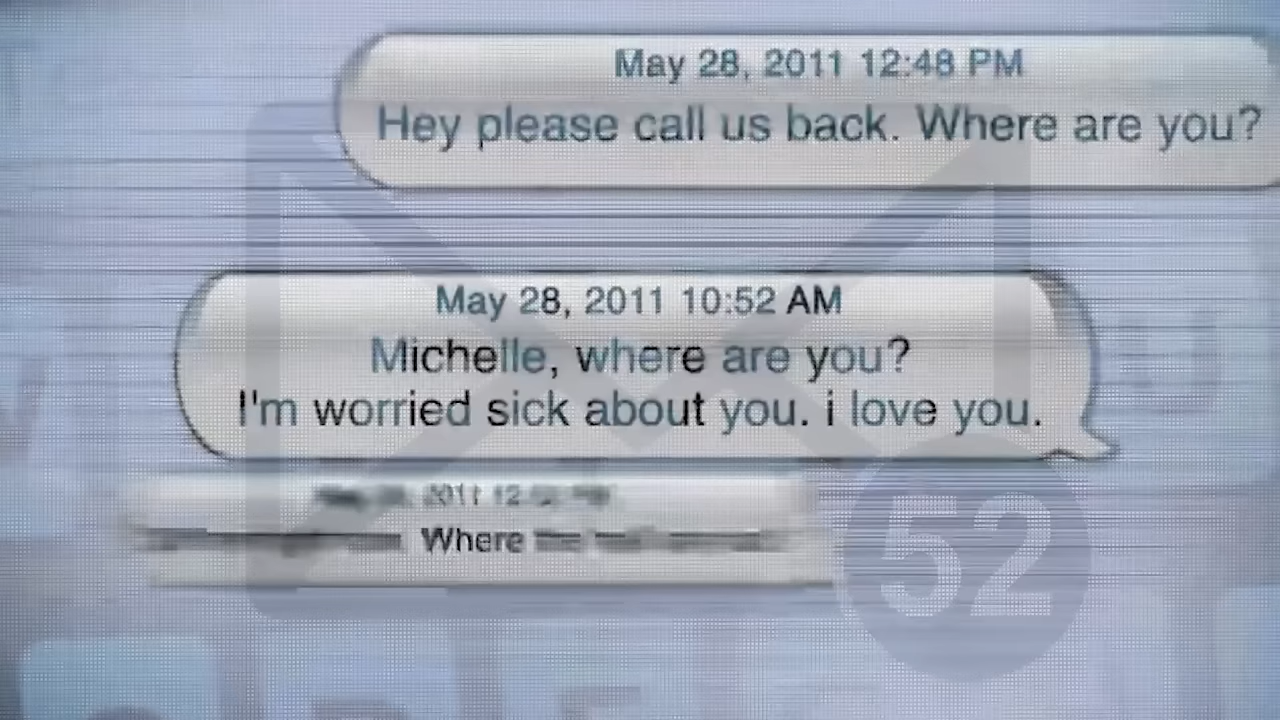 May 28, 2011 12:48 PM
Hey please call us back. Where are you?
May 28, 2011 10:52 AM
Michelle, where are you?
I'm worried sick about you. i love you.
2011
Where
52